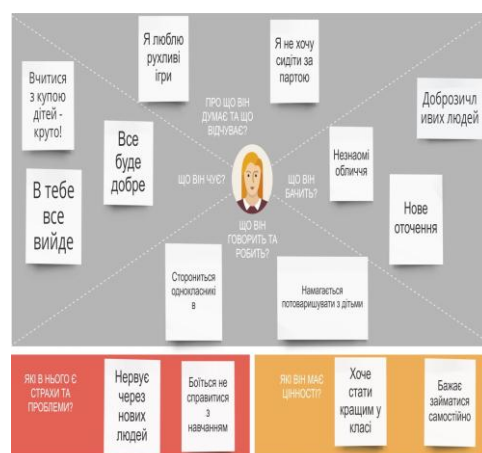 Я люблю
рухливі
ігри
Я не хочу
сидіти за
партою
Вчитися
з купою
дітей -
круто!
ПРО ЩО ВІН
ДУМАЄ ТА ЩО
ВІДЧУВАЄ?
Доброзичл
ивих людей
Все
буде
добре
Незнаомі
обличчя
ЩО ВІН ЧУЄ?
ЩО ВІН
БАЧИТЬ?
В тебе
все
вийде
Нове
оточення
ЩО ВІН
ГОВОРИТЬ ТА
РОБИТЬ?
Сторониться
однокласникі
в
Намагається
потоваришувати з дітьми
ЯКІ В НЬОГО Є
СТРАХИ ТА
ПРОБЛЕМИ?
Нервує
через
нових
людей
Боїться не
справитися
з
навчанням
ЯКІ ВІН МАЄ
ЦІННОСТІ?
Хоче
стати
кращим у
класі
Бажає
займатися
самостійно